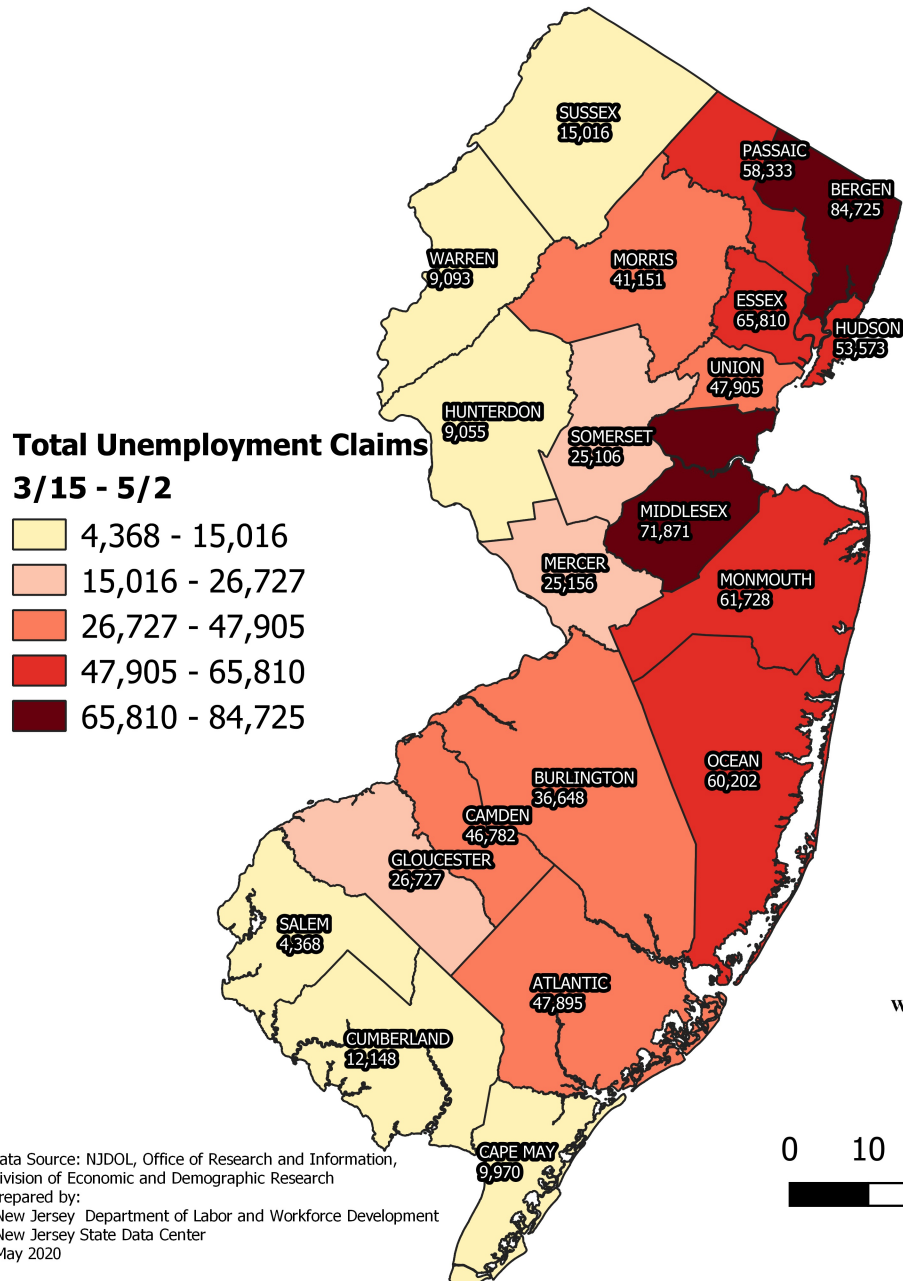 SUSSEX
15,016
PASSAIC
58,333
BERGEN
84,725
WARREN
9,093
MORRIS
41,151
ESSEX
65,810
HUDSON
53,573
UNION
47,905
HUNTERDON
9,055
SOMERSET
25,106
Total Unemployment Claims
3/15 - 5/2
4,368 - 15,016
15,016 - 26,727
26,727 - 47,905
47,905 - 65,810
65,810 - 84,725
MIDDLESEX
71,871
MERCER
25,156
MONMOUTH
61,728
OCEAN
60,202
BURLINGTON
36,648
CAMDEN
46,782
GLOUCESTER
26,727
SALEM
4,368
ATLANTIC
47,895
W
CUMBERLAND
12,148
CAPE MAY
9,970
0 10
ata Source: NJDOL, Office of Research and Information,
ivision of Economic and Demographic Research
repared by:
New Jersey Department of Labor and Workforce Development
New Jersey State Data Center
May 2020